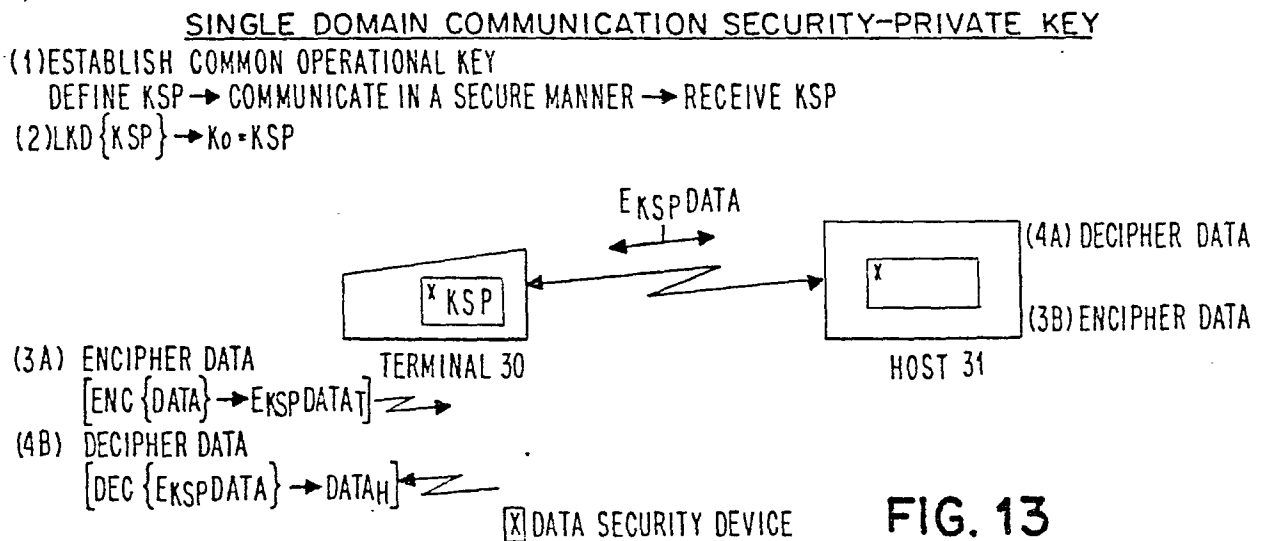 SINGLE DOMAIN COMMUNICATION SECURITY-PRIVATE KEY
(1) ESTABLISH COMMON OPERATIONAL KEY
DEFINE KSP → COMMUNICATE IN A SECURE MANNER → RECEIVE KSP
(2) LKD {KSP} → Ko = KSP
EKSPDATA
(4A) DECIPHER DATA
X KSP
X
(3B) ENCIPHER DATA
(3A) ENCIPHER DATA
TERMINAL 30
HOST 31
[ENC {DATA} → EKSPDATAT]
(4B) DECIPHER DATA
[DEC {EKSPDATA} → DATAH]
X DATA SECURITY DEVICE
FIG. 13